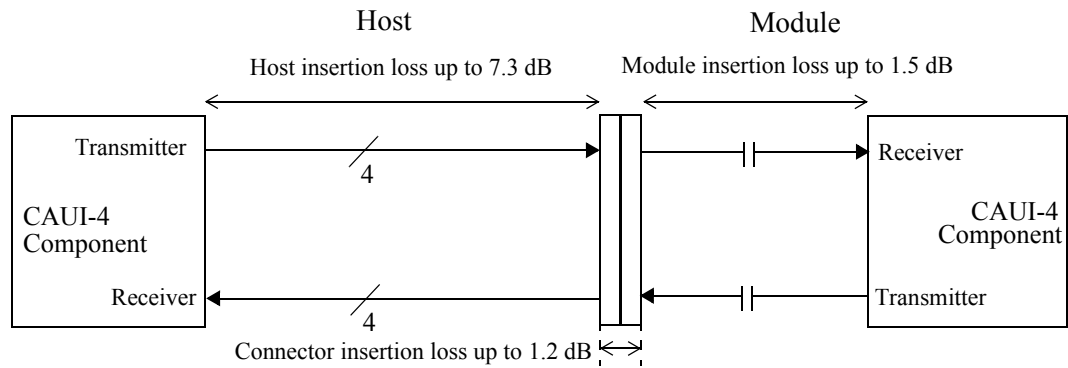 Host
Module
Host insertion loss up to 7.3 dB
Module insertion loss up to 1.5 dB
Transmitter
4
Receiver
CAUI-4
Component
CAUI-4
Component
Receiver
4
Transmitter
Connector insertion loss up to 1.2 dB